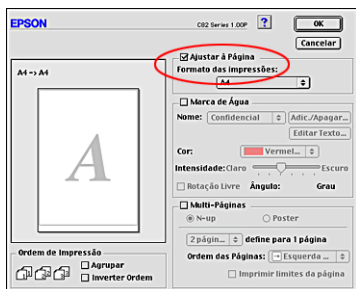 EPSON
C82 Series 1.00P
?
OK
Cancelar
A4 -> A4
A
Ajustar à Página
Formato das impressões:
A4
Marca de Água
Nome: Confidencial
Adic./Apagar...
Editar Texto...
Cor: Vermel...
Intensidade: Claro Escuro
Rotação Livre Ângulo: Grau
Multi-Páginas
N-up Poster
2 págin... define para 1 página
Ordem das Páginas: Esquerda ...
Imprimir limites da página
Ordem de Impressão
Agrupar
Inverter Ordem